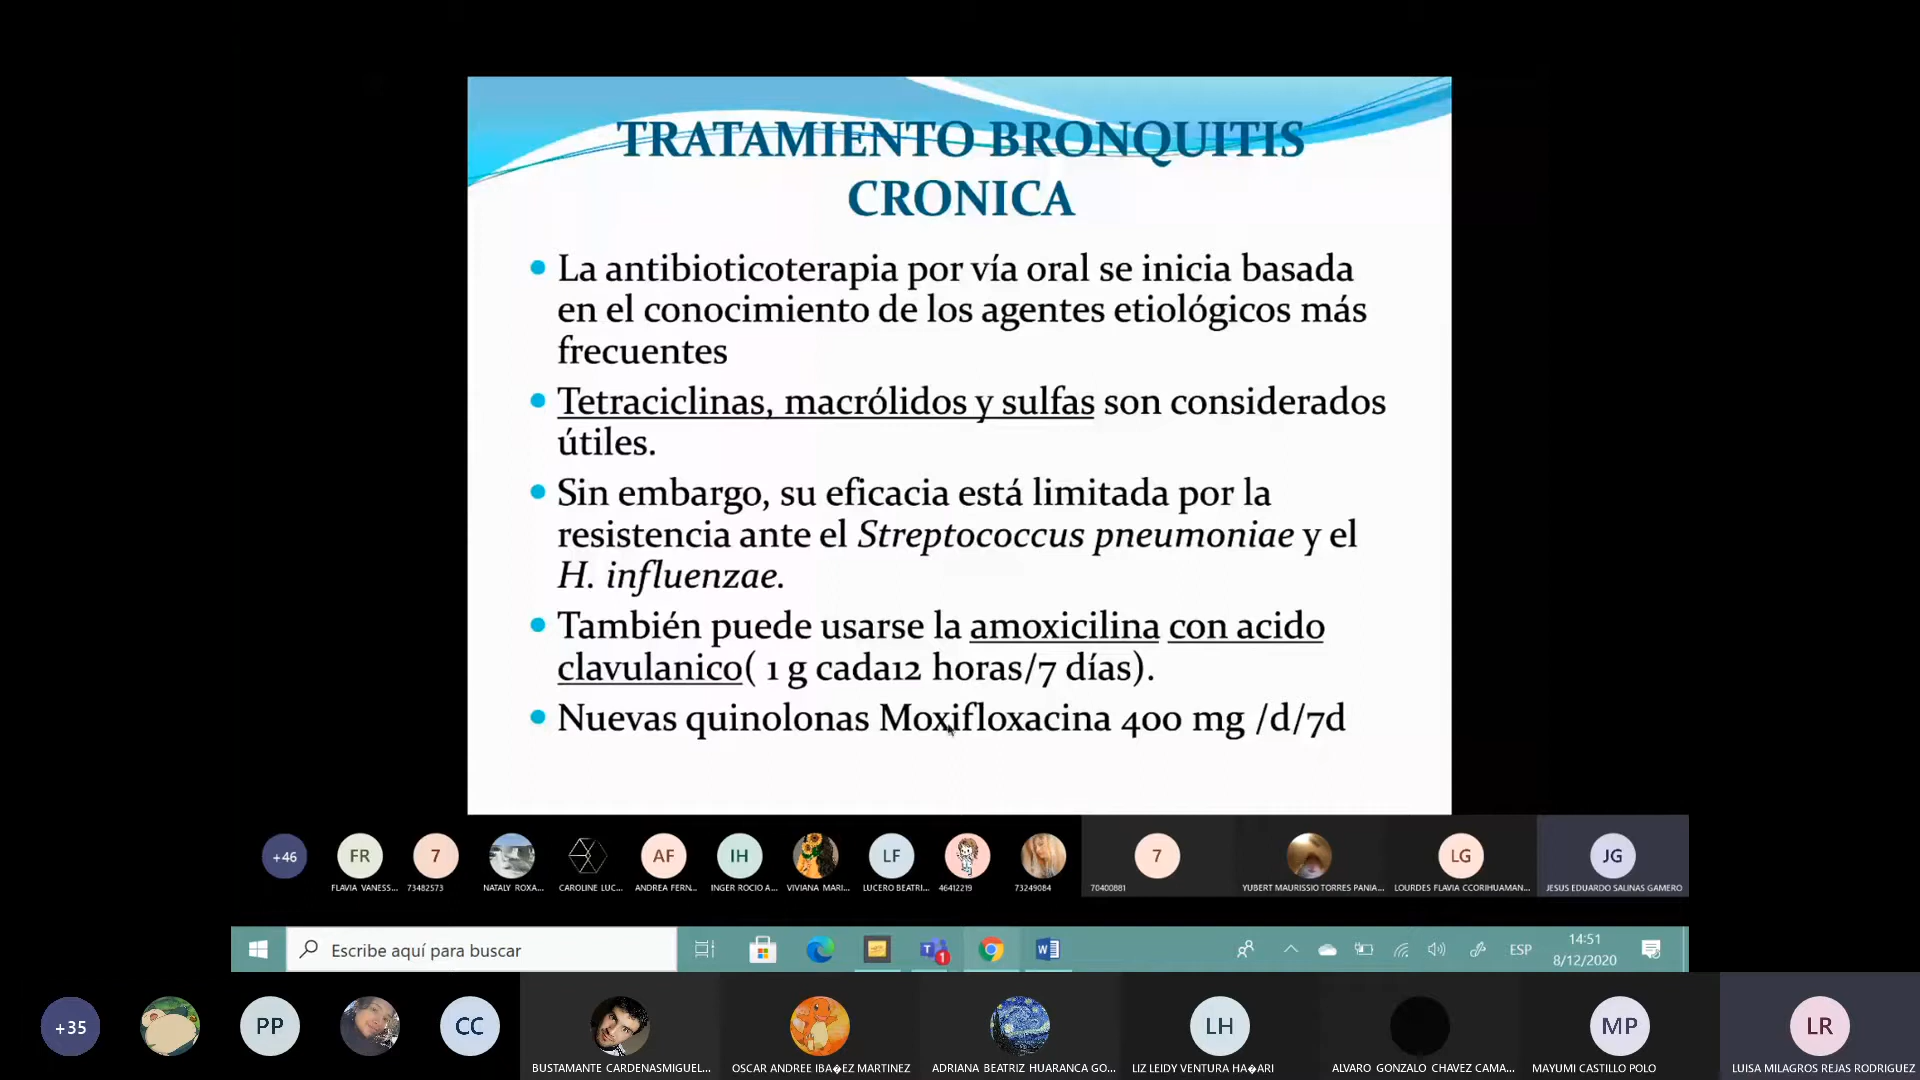 TRATAMIENTO BRONQUITIS
CRONICA
La antibioticoterapia por vía oral se inicia basada
en el conocimiento de los agentes etiológicos más
frecuentes
Tetraciclinas, macrólidos y sulfas son considerados
útiles.
Sin embargo, su eficacia está limitada por la
resistencia ante el Streptococcus pneumoniae y el
H. influenzae.
También puede usarse la amoxicilina con acido
clavulanico( 1 g cada12 horas/7 días).
Nuevas quinolonas Moxifloxacina 400 mg /d/7d
+46 FR 7 AF IH LF 7 LG JG
FLAVIA VANESS... 73482573 NATALY ROXA... CAROLINE LUC... ANDREA FERN... INGER ROCIO A... VIVIANA MARI... LUCERO BEATRI... 46412219 73249084 70400881 YUBERT MAURISSIO TORRES PANIA... LOURDES FLAVIA CCORIHUAMAN... JESUS EDUARDO SALINAS GAMERO
Escribe aquí para buscar 1 ESP 14:51
8/12/2020
+35 PP CC LH MP LR
BUSTAMANTE CARDENASMIGUEL... OSCAR ANDREE IBA�EZ MARTINEZ ADRIANA BEATRIZ HUARANCA GO... LIZ LEIDY VENTURA HA�ARI ALVARO GONZALO CHAVEZ CAMA... MAYUMI CASTILLO POLO LUISA MILAGROS REJAS RODRIGUEZ